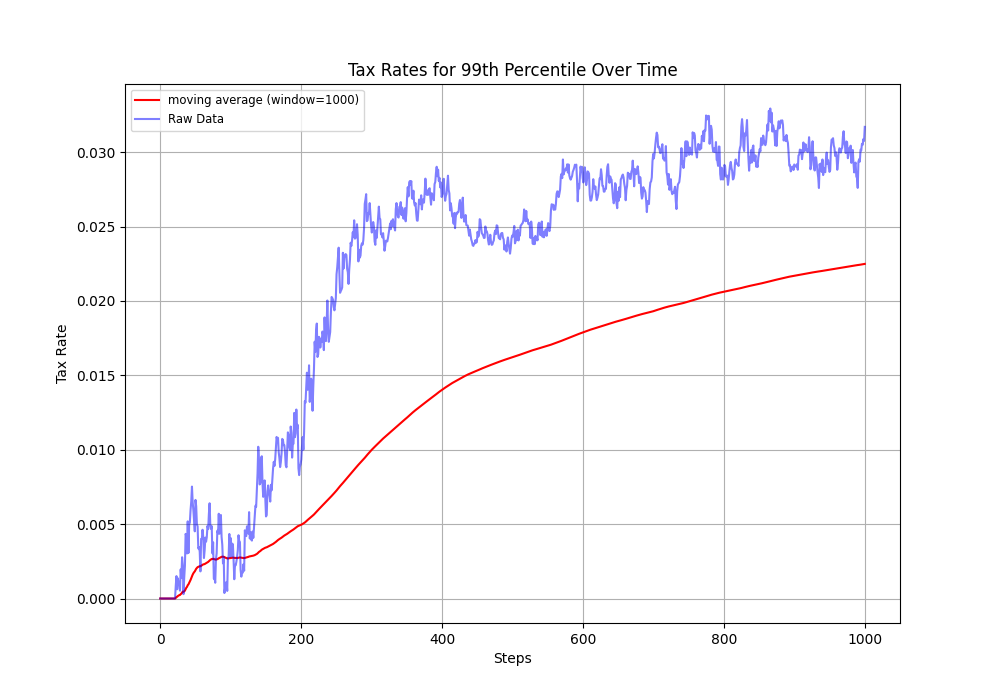 Tax Rates for 99th Percentile Over Time
moving average (window=1000)
Raw Data
0.030
0.025
0.020
0.015
0.010
0.005
0.000
Tax Rate
0 200 400 600 800 1000
Steps